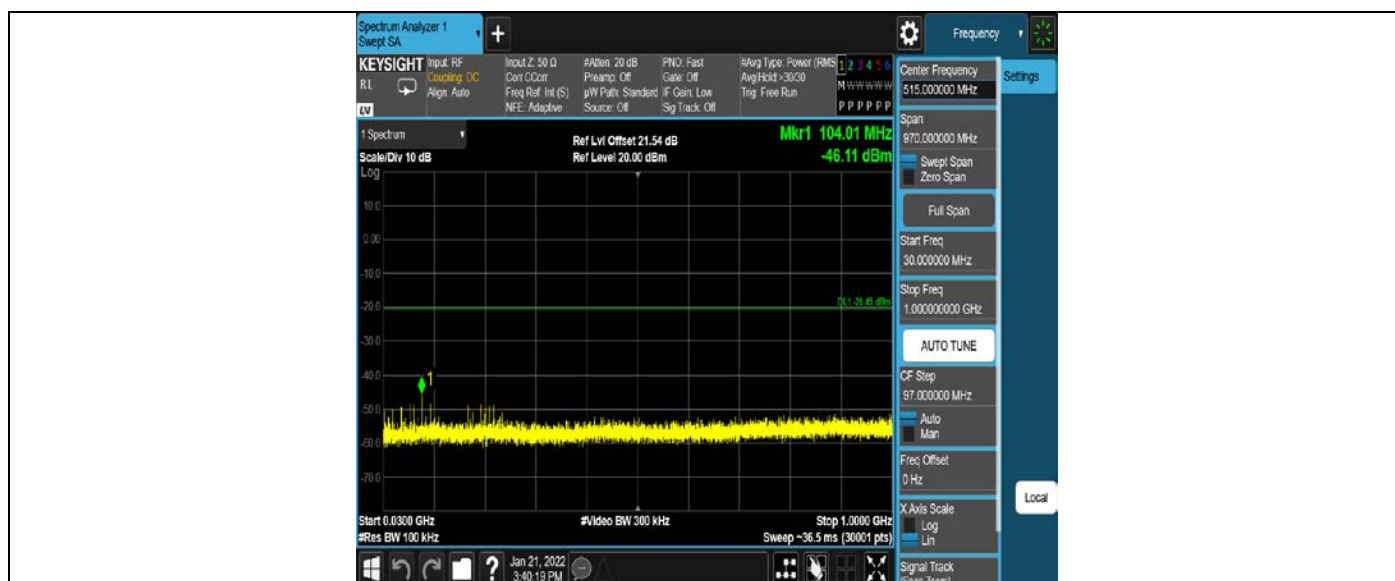 Spectrum Analyzer 1
Swept SA
Frequency
KEYSIGHT
RL
Input: RF
Coupling: DC
Align: Auto
Input Z: 50 Ω
Corr CCorr
Freq Ref: Int (S)
NFE: Adaptive
#Atten: 20 dB
Preamp: Off
µW Path: Standard
Source: Off
PNO: Fast
Gate: Off
IF Gain: Low
Sig Track: Off
#Avg Type: Power (RMS
Avg|Hold:>30/30
Trig: Free Run
1 2 3 4 5 6
M W W W W W
P P P P P P
1 Spectrum
Scale/Div 10 dB
Log
Ref Lvl Offset 21.54 dB
Ref Level 20.00 dBm
Mkr1 104.01 MHz
-46.11 dBm
10.0
0.00
-10.0
-20.0
-30.0
-40.0
-50.0
-60.0
-70.0
1
Start 0.0300 GHz
#Res BW 100 kHz
#Video BW 300 kHz
Stop 1.0000 GHz
Sweep ~36.5 ms (30001 pts)
?
Jan 21, 2022
3:40:19 PM
Center Frequency
515.000000 MHz
Span
970.000000 MHz
Swept Span
Zero Span
Full Span
Start Freq
30.000000 MHz
Stop Freq
1.000000000 GHz
AUTO TUNE
CF Step
97.000000 MHz
Auto
Man
Freq Offset
0 Hz
X Axis Scale
Log
Lin
Signal Track
(Span Zoom)
Settings
Local